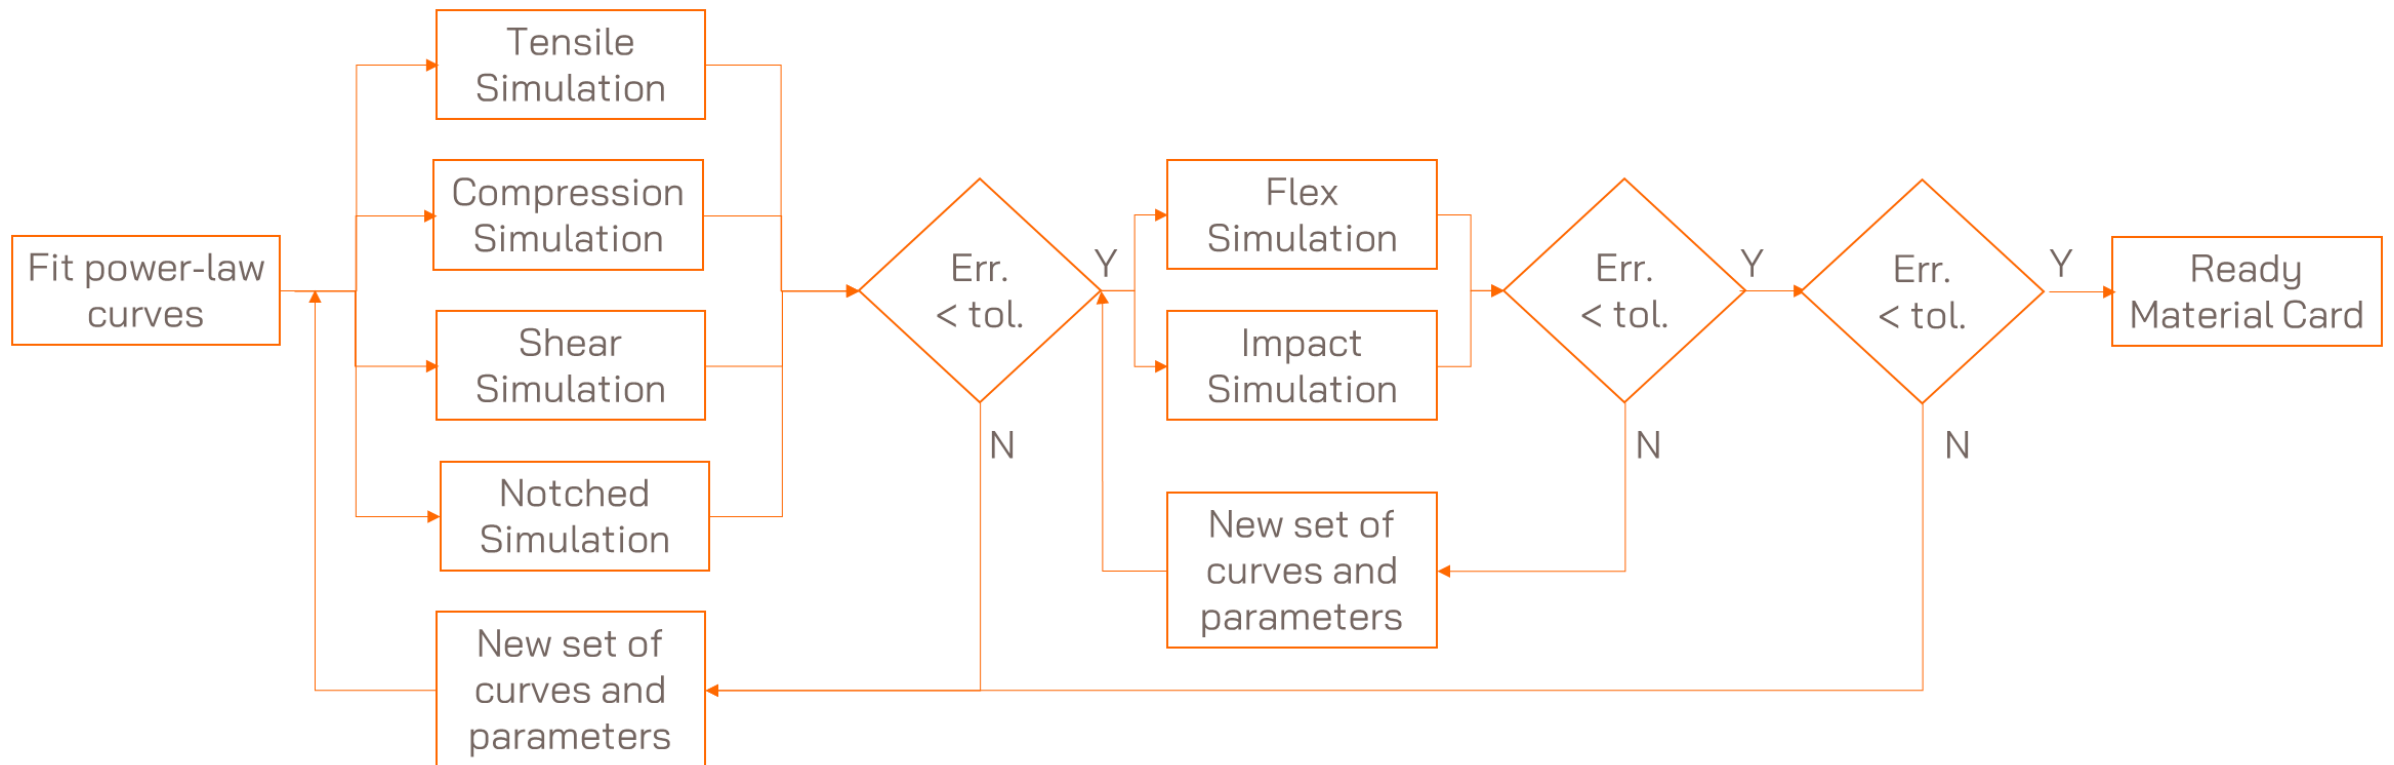 Fit power-law
curves
Tensile
Simulation
Compression
Simulation
Shear
Simulation
Notched
Simulation
New set of
curves and
parameters
Err.
< tol.
Y
N
Flex
Simulation
Impact
Simulation
New set of
curves and
parameters
Err.
< tol.
Y
N
Err.
< tol.
Y
N
Ready
Material Card